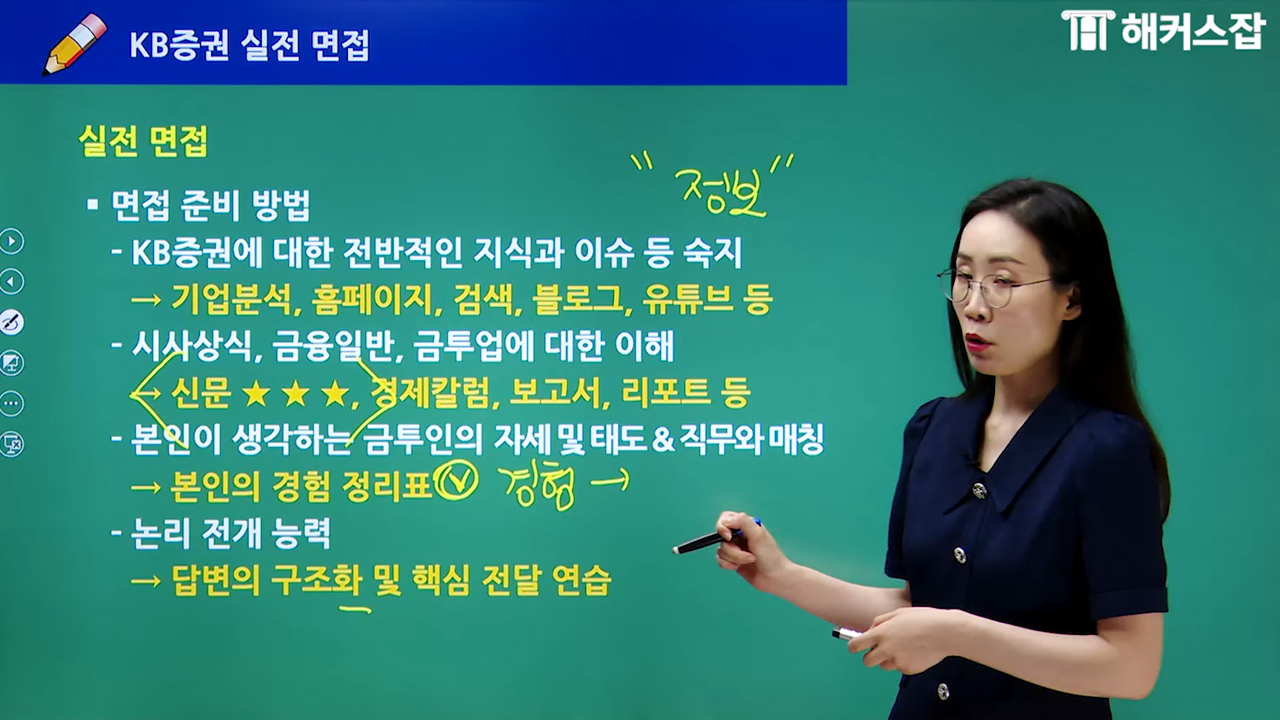 KB증권 실전 면접
해커스잡
실전 면접
"정보"
▪ 면접 준비 방법
- KB증권에 대한 전반적인 지식과 이슈 등 숙지
→ 기업분석, 홈페이지, 검색, 블로그, 유튜브 등
- 시사상식, 금융일반, 금투업에 대한 이해
→ 신문 ★ ★ ★, 경제칼럼, 보고서, 리포트 등
- 본인이 생각하는 금투인의 자세 및 태도 & 직무와 매칭
→ 본인의 경험 정리표 경험 →
- 논리 전개 능력
→ 답변의 구조화 및 핵심 전달 연습